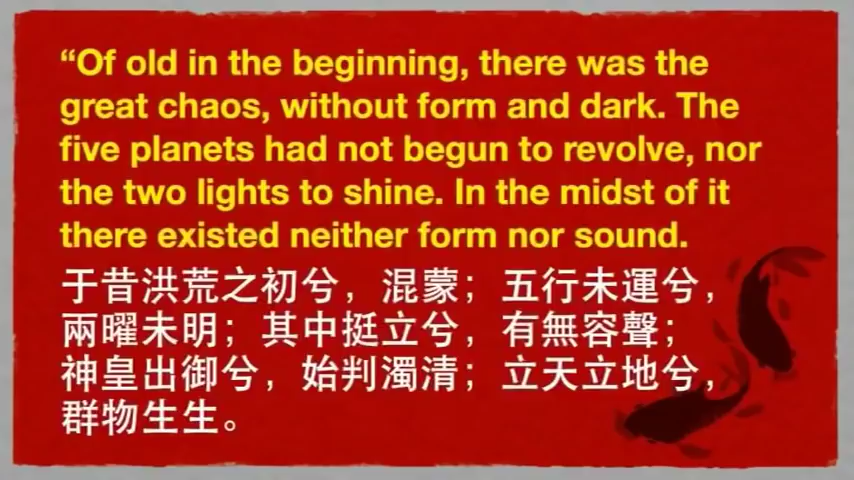 “Of old in the beginning, there was the
great chaos, without form and dark. The
five planets had not begun to revolve, nor
the two lights to shine. In the midst of it
there existed neither form nor sound.
于昔洪荒之初兮，混蒙；五行未運兮，
兩曜未明；其中挺立兮，有無容聲；
神皇出御兮，始判濁清；立天立地兮，
群物生生。